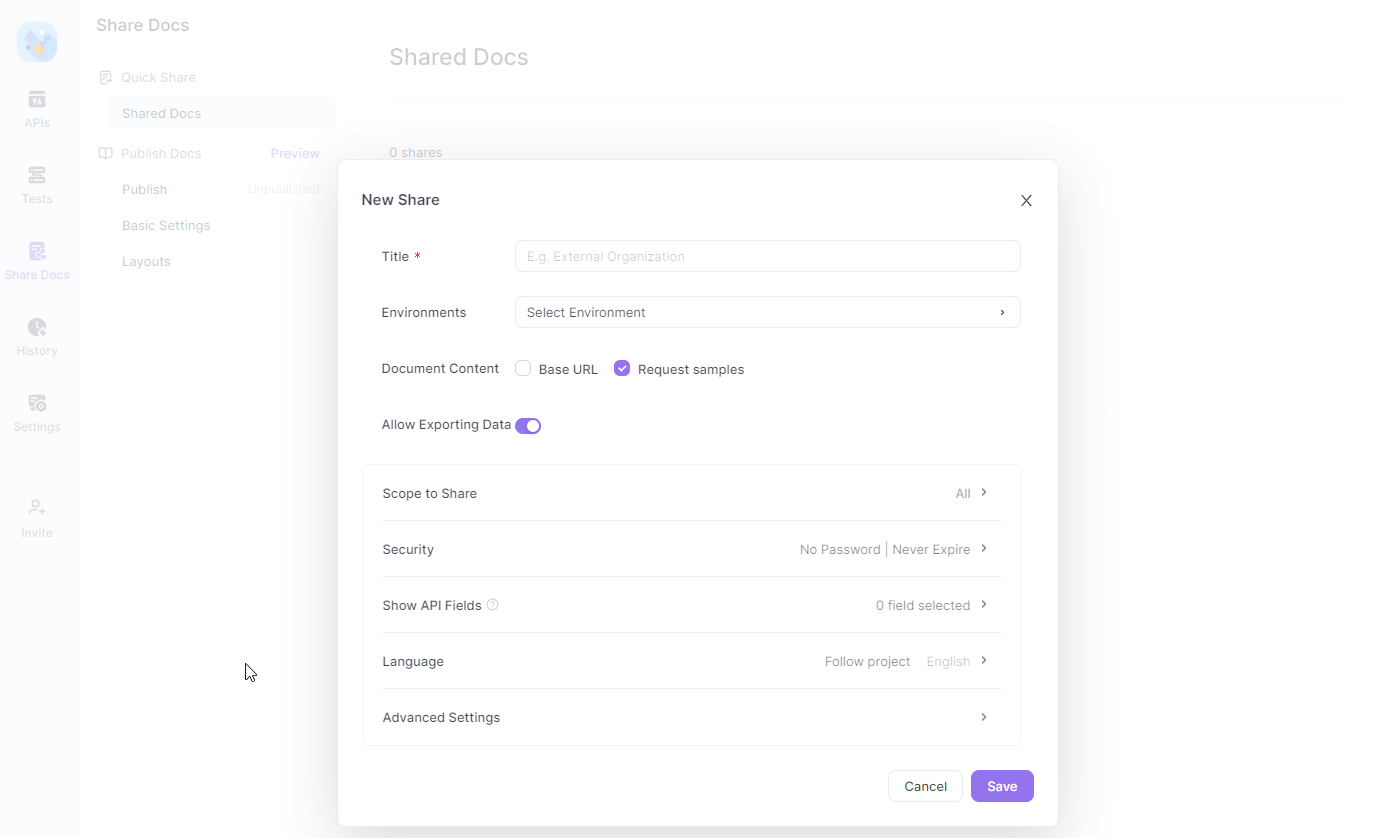 Share Docs
Quick Share
Shared Docs
Publish Docs Preview
Publish Unpublished
Basic Settings
Layouts
APIs
Tests
Share Docs
History
Settings
Invite
Shared Docs
0 shares
New Share
Title * E.g. External Organization
Environments Select Environment
Document Content Base URL Request samples
Allow Exporting Data
Scope to Share All
Security No Password | Never Expire
Show API Fields 0 field selected
Language Follow project English
Advanced Settings
Cancel Save